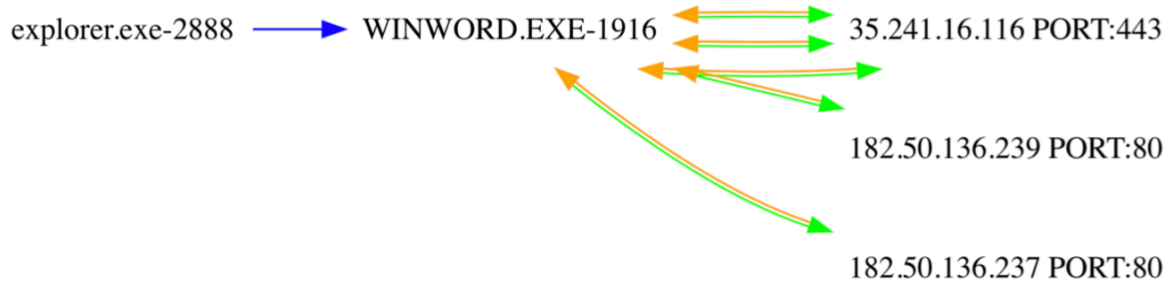 explorer.exe-2888 WINWORD.EXE-1916 35.241.16.116 PORT:443
182.50.136.239 PORT:80
182.50.136.237 PORT:80